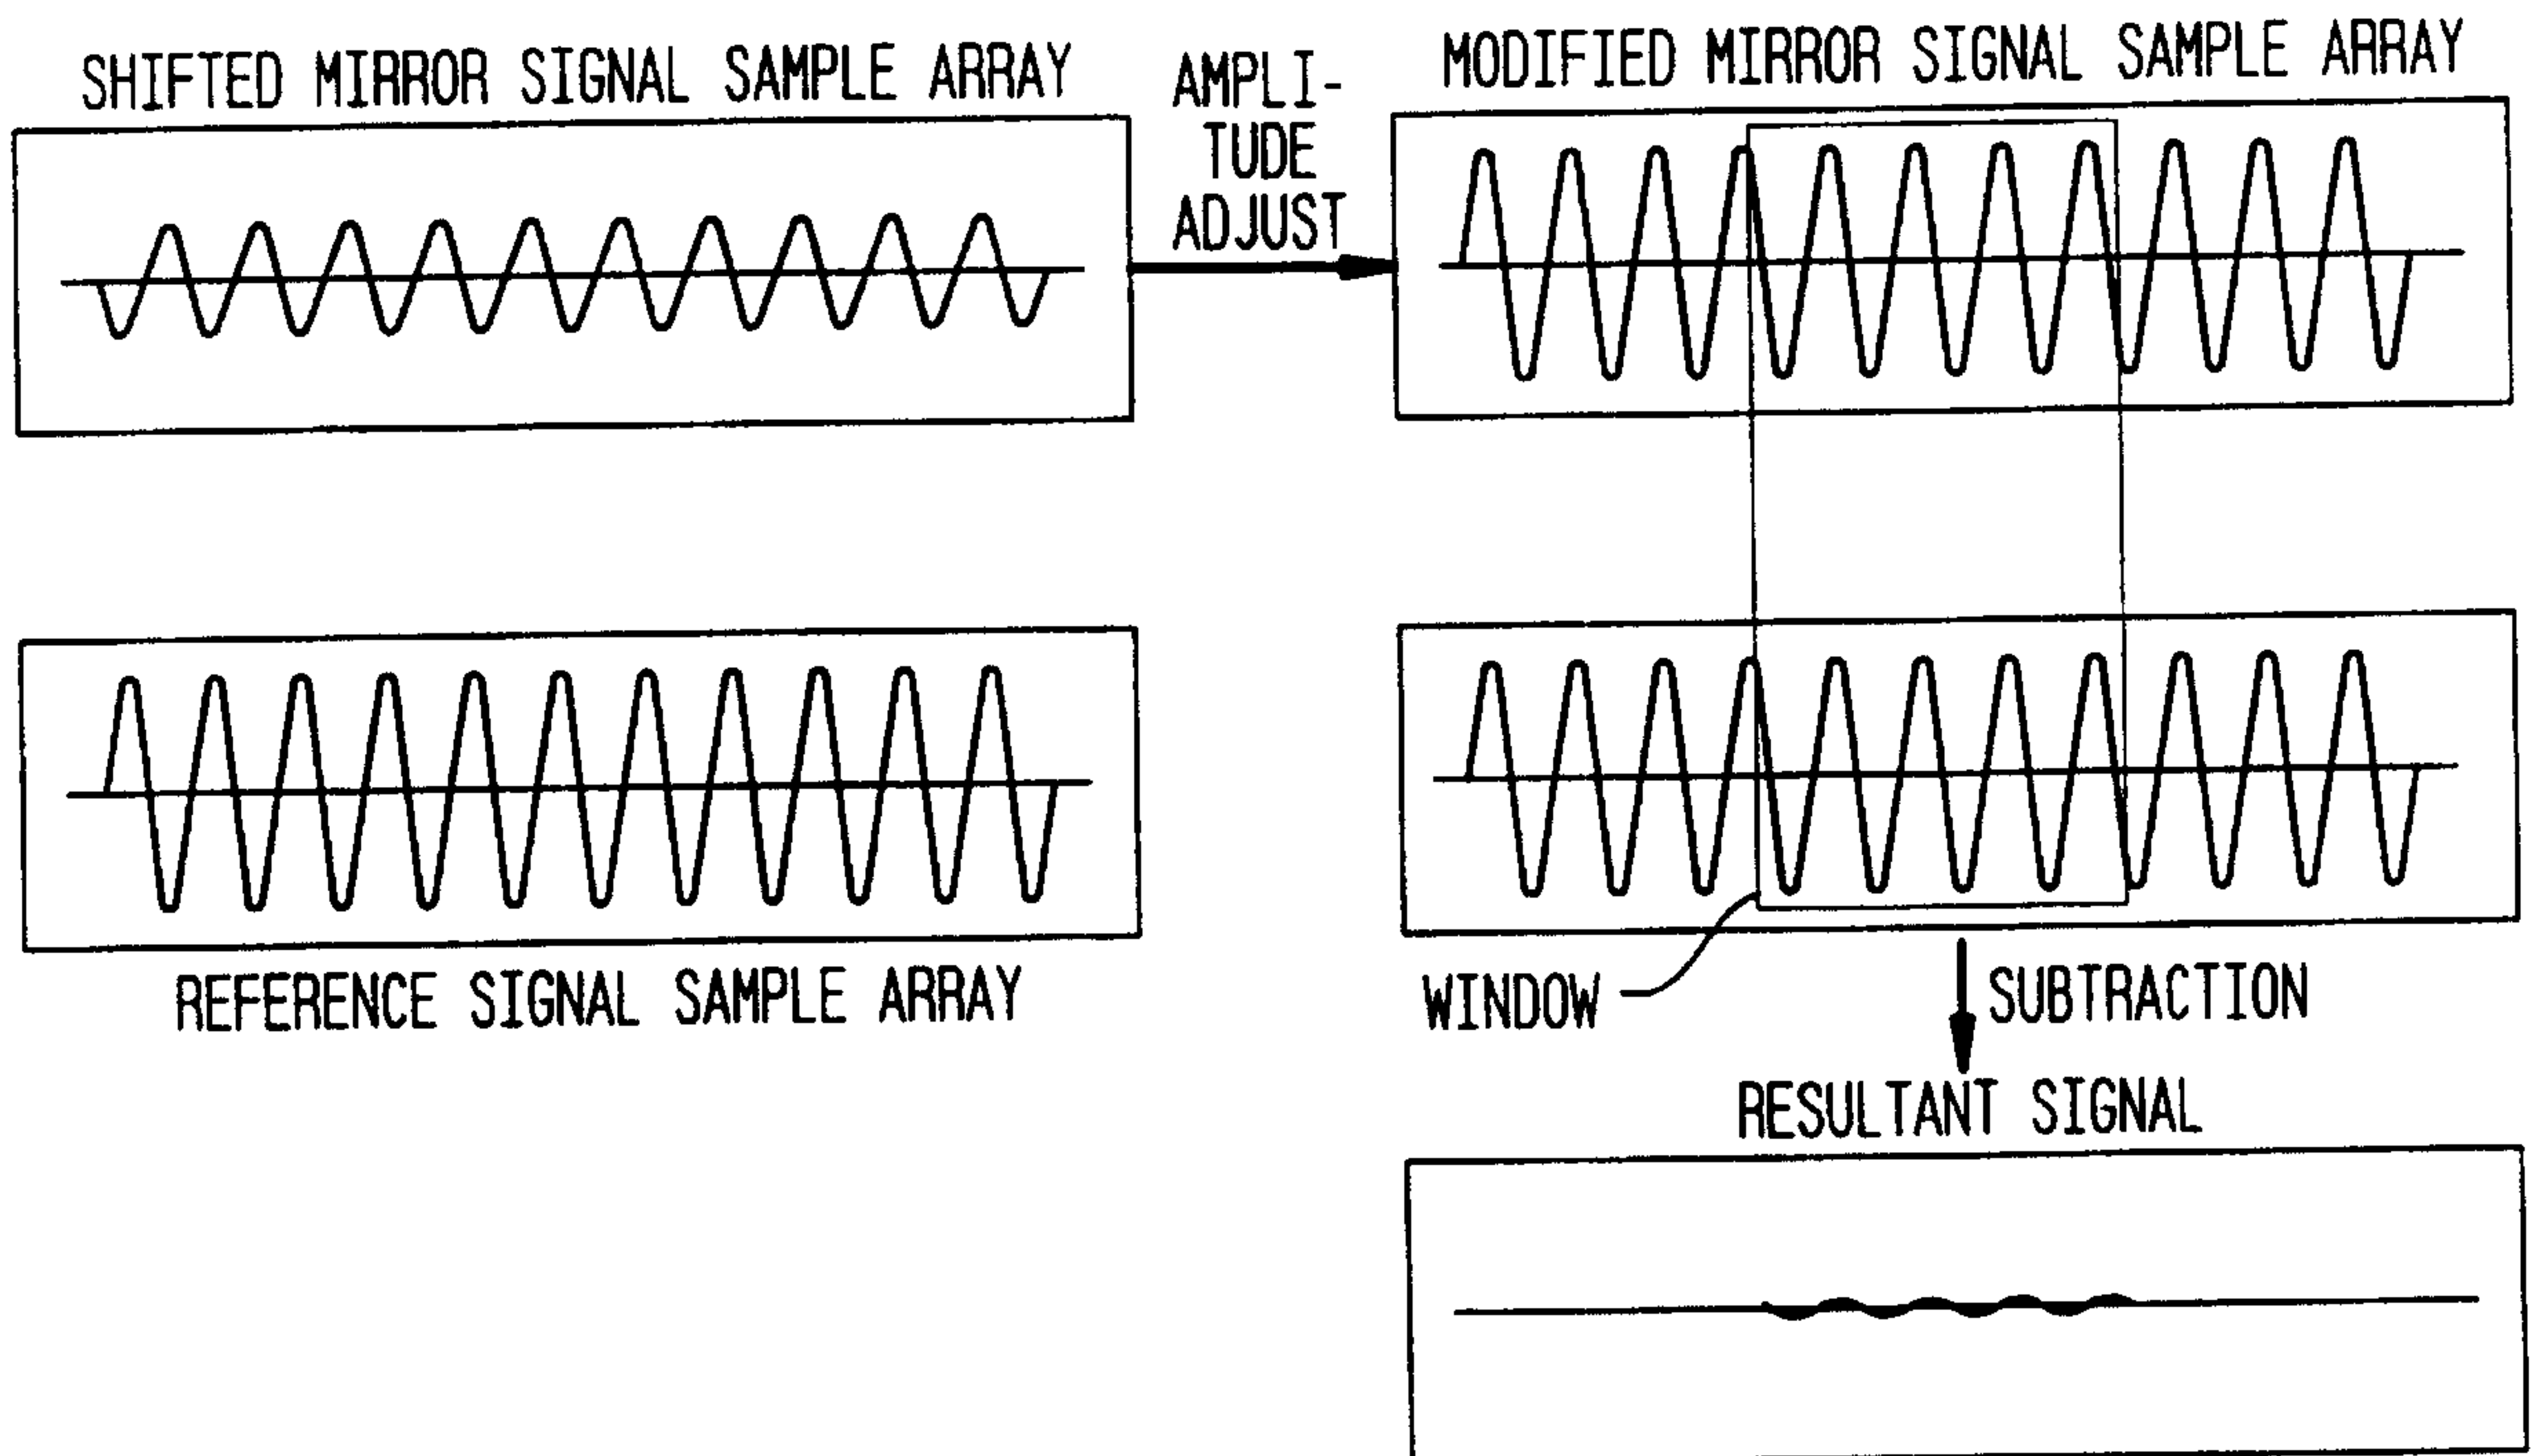 SHIFTED MIRROR SIGNAL SAMPLE ARRAY
AMPLI-
TUDE
ADJUST
MODIFIED MIRROR SIGNAL SAMPLE ARRAY
REFERENCE SIGNAL SAMPLE ARRAY
WINDOW
SUBTRACTION
RESULTANT SIGNAL